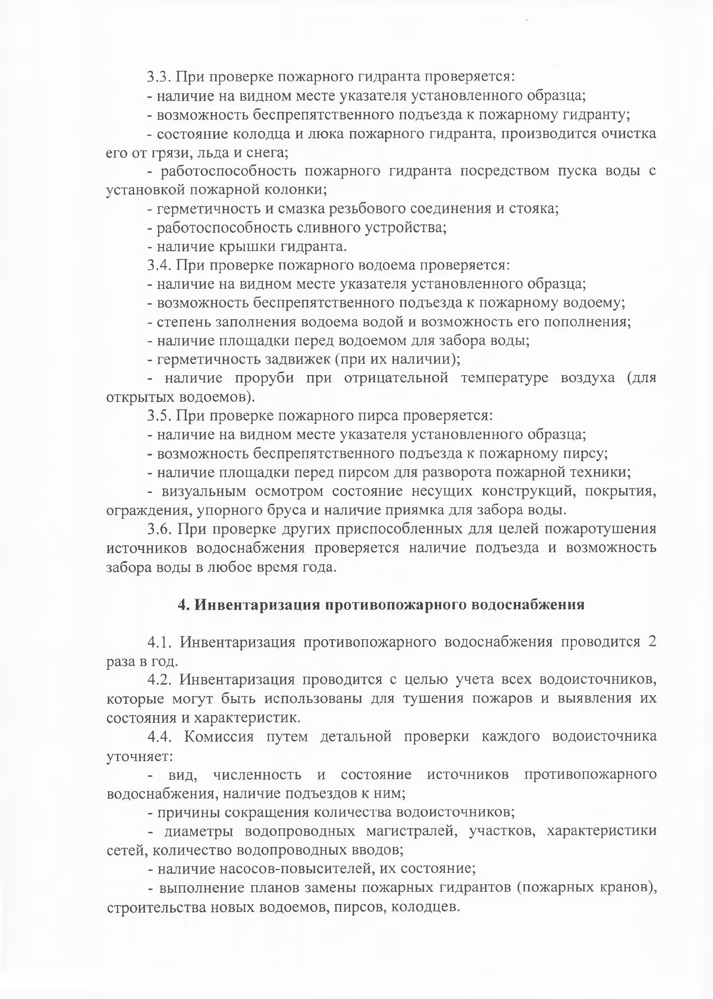 3.3. При проверке пожарного гидранта проверяется:
- наличие на видном месте указателя установленного образца;
- возможность беспрепятственного подъезда к пожарному гидранту;
- состояние колодца и люка пожарного гидранта, производится очистка
его от грязи, льда и снега;
- работоспособность пожарного гидранта посредством пуска воды с
установкой пожарной колонки;
- герметичность и смазка резьбового соединения и стояка;
- работоспособность сливного устройства;
- наличие крышки гидранта.
3.4. При проверке пожарного водоема проверяется:
- наличие на видном месте указателя установленного образца;
- возможность беспрепятственного подъезда к пожарному водоему;
- степень заполнения водоема водой и возможность его пополнения;
- наличие площадки перед водоемом для забора воды;
- герметичность задвижек (при их наличии);
- наличие проруби при отрицательной температуре воздуха (для
открытых водоемов).
3.5. При проверке пожарного пирса проверяется:
- наличие на видном месте указателя установленного образца;
- возможность беспрепятственного подъезда к пожарному пирсу;
- наличие площадки перед пирсом для разворота пожарной техники;
- визуальным осмотром состояние несущих конструкций, покрытия,
ограждения, упорного бруса и наличие приямка для забора воды.
3.6. При проверке других приспособленных для целей пожаротушения
источников водоснабжения проверяется наличие подъезда и возможность
забора воды в любое время года.
4. Инвентаризация противопожарного водоснабжения
4.1. Инвентаризация противопожарного водоснабжения проводится 2
раза в год.
4.2. Инвентаризация проводится с целью учета всех водоисточников,
которые могут быть использованы для тушения пожаров и выявления их
состояния и характеристик.
4.4. Комиссия путем детальной проверки каждого водоисточника
уточняет:
- вид, численность и состояние источников противопожарного
водоснабжения, наличие подъездов к ним;
- причины сокращения количества водоисточников;
- диаметры водопроводных магистралей, участков, характеристики
сетей, количество водопроводных вводов;
- наличие насосов-повысителей, их состояние;
- выполнение планов замены пожарных гидрантов (пожарных кранов),
строительства новых водоемов, пирсов, колодцев.